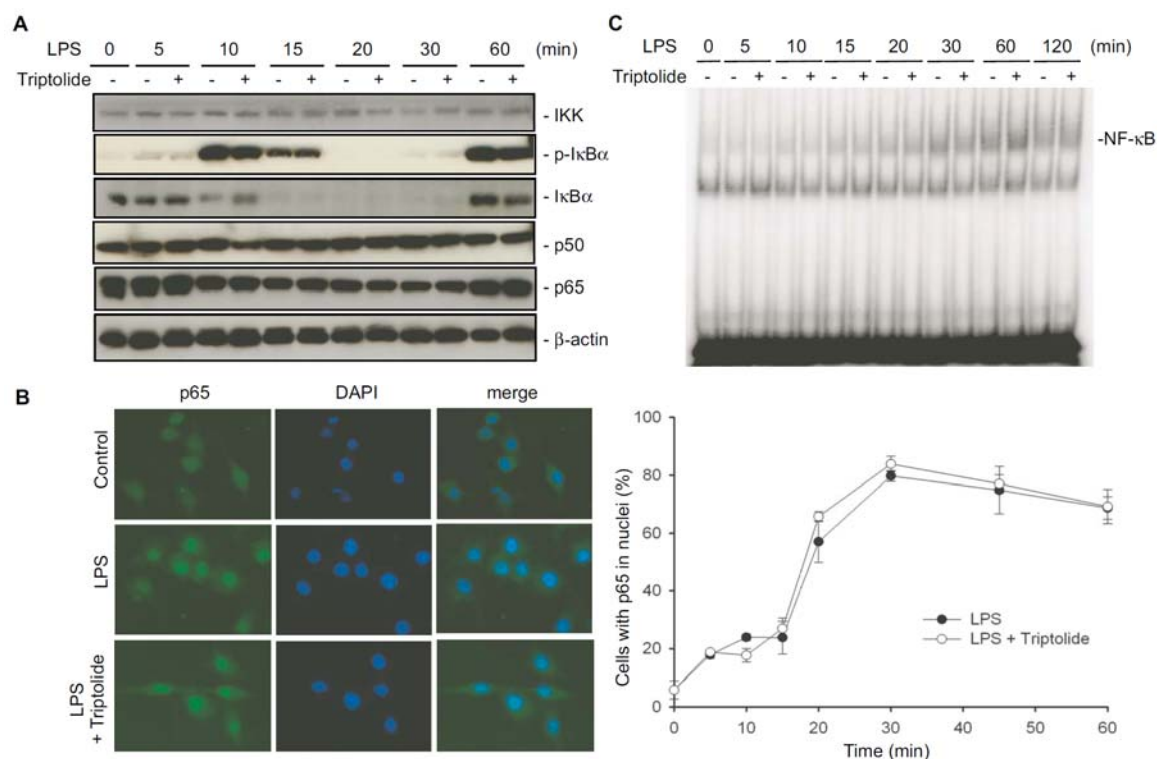 A
LPS 0 5 10 15 20 30 60 (min)
Triptolide - - + - + - + - + - + - +
- IKK
- p-IκBα
- IκBα
- p50
- p65
- β-actin
B
p65 DAPI merge
Control
LPS
LPS
+ Triptolide
C
LPS 0 5 10 15 20 30 60 120 (min)
Triptolide - - + - + - + - + - + - + - +
-NF-κB
Cells with p65 in nuclei (%)
100
80
60
40
20
0
LPS
LPS + Triptolide
0 10 20 30 40 50 60
Time (min)